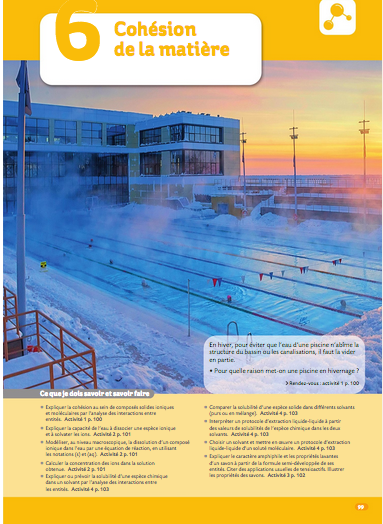 6
Cohésion
de la matière
En hiver, pour éviter que l'eau d'une piscine n'abîme la
structure du bassin ou les canalisations, il faut la vider
en partie.
• Pour quelle raison met-on une piscine en hivernage ?
> Rendez-vous : activité 1 p. 100
Ce que je dois savoir et savoir faire
Expliquer la cohésion au sein de composés solides ioniques
et moléculaires par l'analyse des interactions entre
entités. Activité 1 p. 100
Expliquer la capacité de l'eau à dissocier une espèce ionique
et à solvater les ions. Activité 2 p. 101
Modéliser, au niveau macroscopique, la dissolution d'un composé
ionique dans l'eau par une équation de réaction, en utilisant
les notations (s) et (aq). Activité 2 p. 101
Calculer la concentration des ions dans la solution
obtenue. Activité 2 p. 101
Expliquer ou prévoir la solubilité d'une espèce chimique
dans un solvant par l'analyse des interactions entre
les entités. Activité 4 p. 103
Comparer la solubilité d'une espèce solide dans différents solvants
(purs ou en mélange). Activité 4 p. 103
Interpréter un protocole d'extraction liquide-liquide à partir
des valeurs de solubilités de l'espèce chimique dans les deux
solvants. Activité 4 p. 103
Choisir un solvant et mettre en œuvre un protocole d'extraction
liquide-liquide d'un soluté moléculaire. Activité 4 p. 103
Expliquer le caractère amphiphile et les propriétés lavantes
d'un savon à partir de la formule semi-développée de ses
entités. Citer des applications usuelles de tensioactifs. Illustrer
les propriétés des savons. Activité 3 p. 102
99